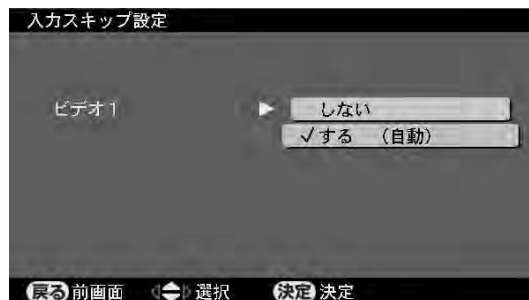 入力スキップ設定
ビデオ1
しない
✓する (自動)
戻る 前画面 選択 決定 決定